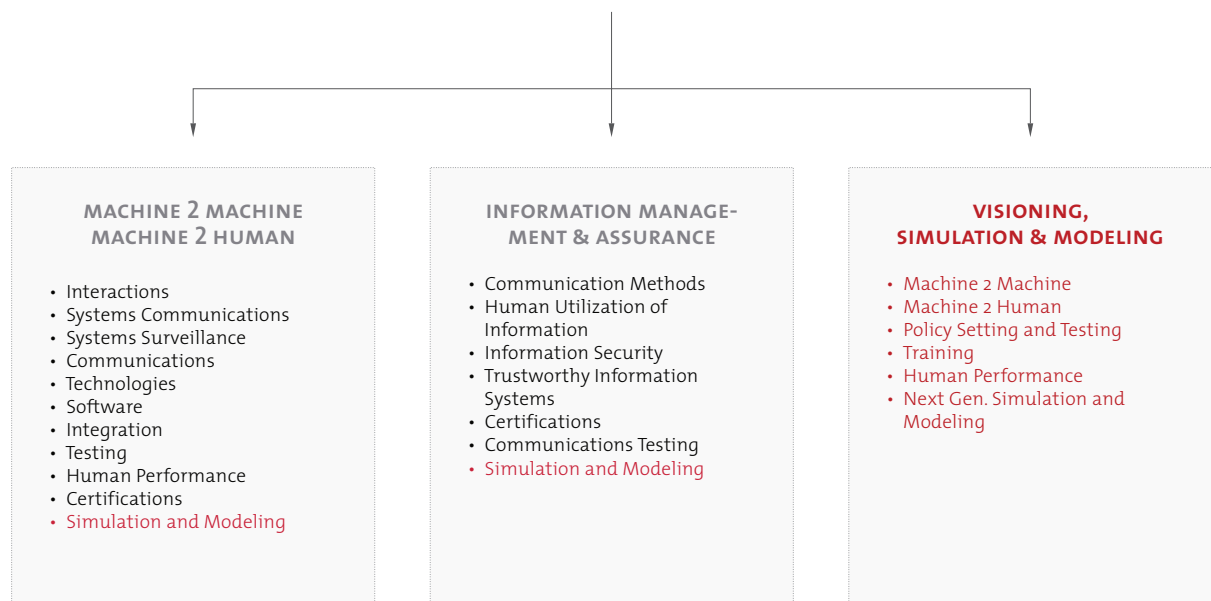 MACHINE 2 MACHINE
MACHINE 2 HUMAN
• Interactions
• Systems Communications
• Systems Surveillance
• Communications
• Technologies
• Software
• Integration
• Testing
• Human Performance
• Certifications
• Simulation and Modeling
INFORMATION MANAGE-
MENT & ASSURANCE
• Communication Methods
• Human Utilization of
Information
• Information Security
• Trustworthy Information
Systems
• Certifications
• Communications Testing
• Simulation and Modeling
VISIONING,
SIMULATION & MODELING
• Machine 2 Machine
• Machine 2 Human
• Policy Setting and Testing
• Training
• Human Performance
• Next Gen. Simulation and
Modeling